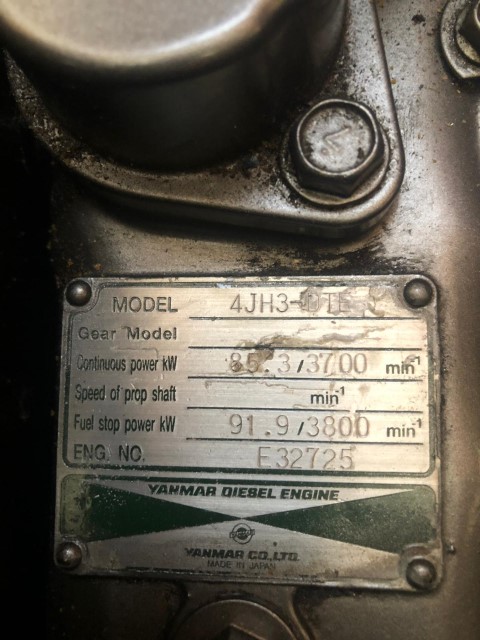 MODEL 4JH3-DTE
Gear Model
Continuous power kW 85.3/3700 min-1
Speed of prop shaft min-1
Fuel stop power kW 91.9/3800 min-1
ENG. NO. E32725
YANMAR DIESEL ENGINE
YANMAR CO., LTD.
MADE IN JAPAN